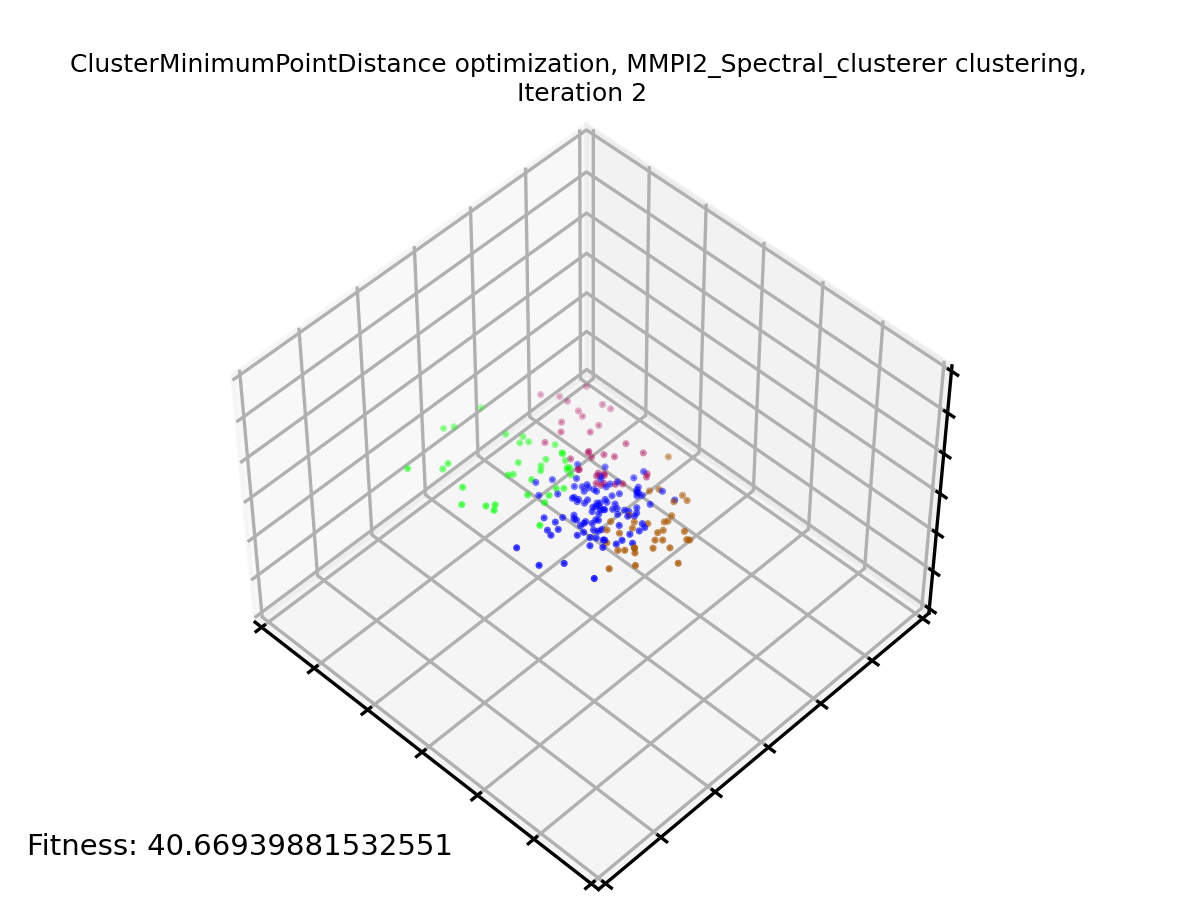 ClusterMinimumPointDistance optimization, MMPI2_Spectral_clusterer clustering,
Iteration 2
Fitness: 40.66939881532551